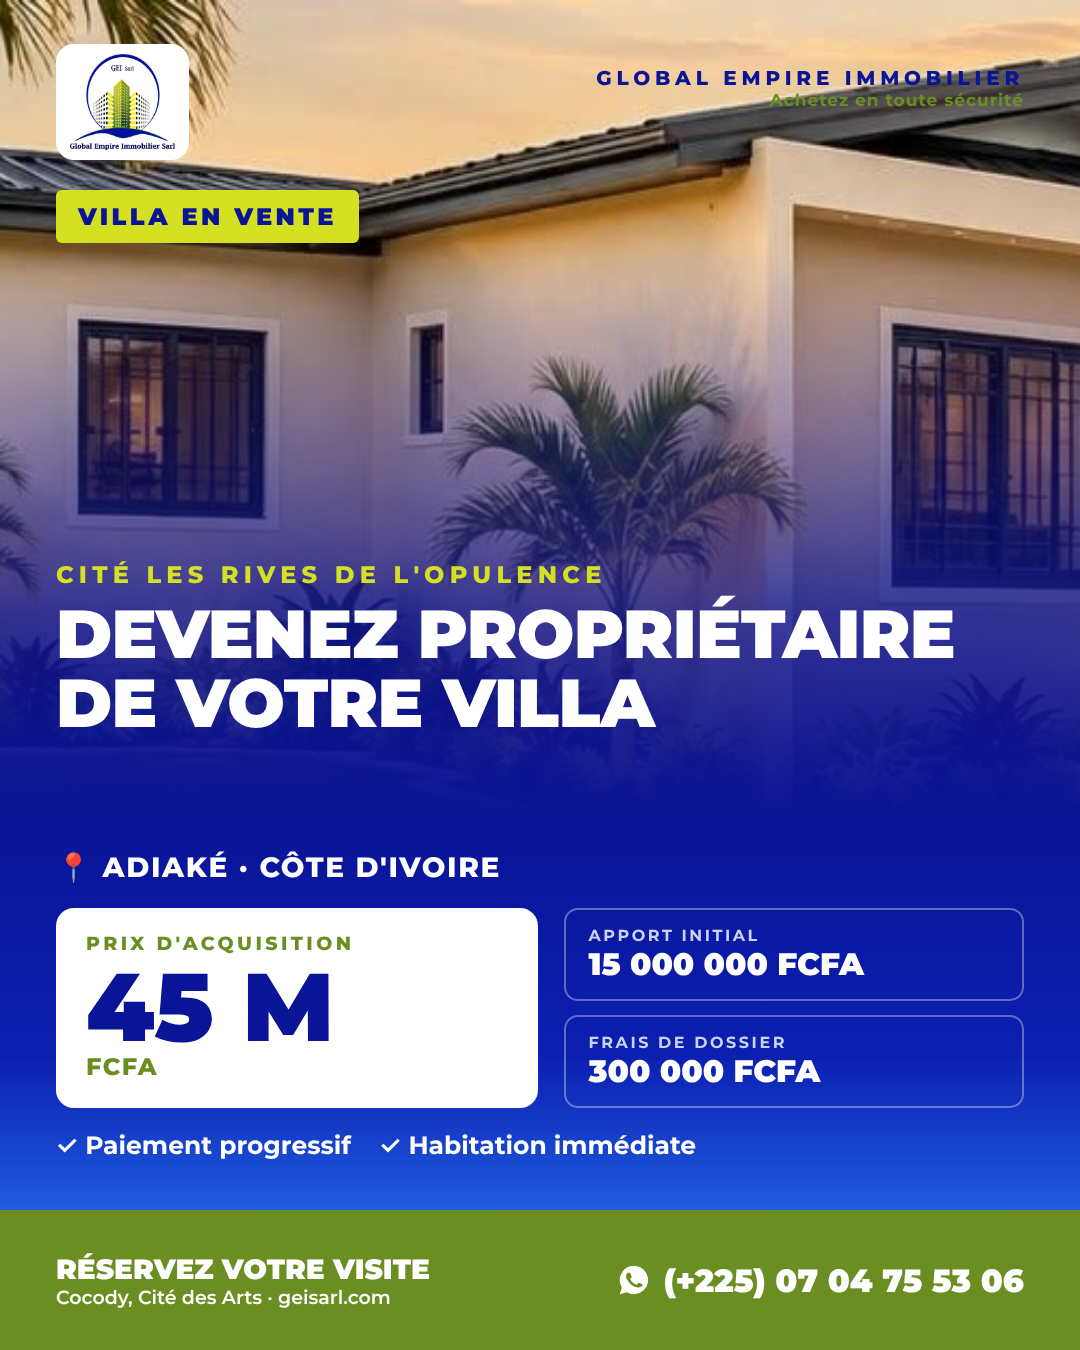 GEI Sarl
Global Empire Immobilier Sarl
GLOBAL EMPIRE IMMOBILIER
Achetez en toute sécurité
VILLA EN VENTE
CITÉ LES RIVES DE L'OPULENCE
DEVENEZ PROPRIÉTAIRE
DE VOTRE VILLA
📍 ADIAKÉ · CÔTE D'IVOIRE
PRIX D'ACQUISITION
45 M
FCFA
APPORT INITIAL
15 000 000 FCFA
FRAIS DE DOSSIER
300 000 FCFA
✓ Paiement progressif ✓ Habitation immédiate
RÉSERVEZ VOTRE VISITE
Cocody, Cité des Arts · geisarl.com
(+225) 07 04 75 53 06